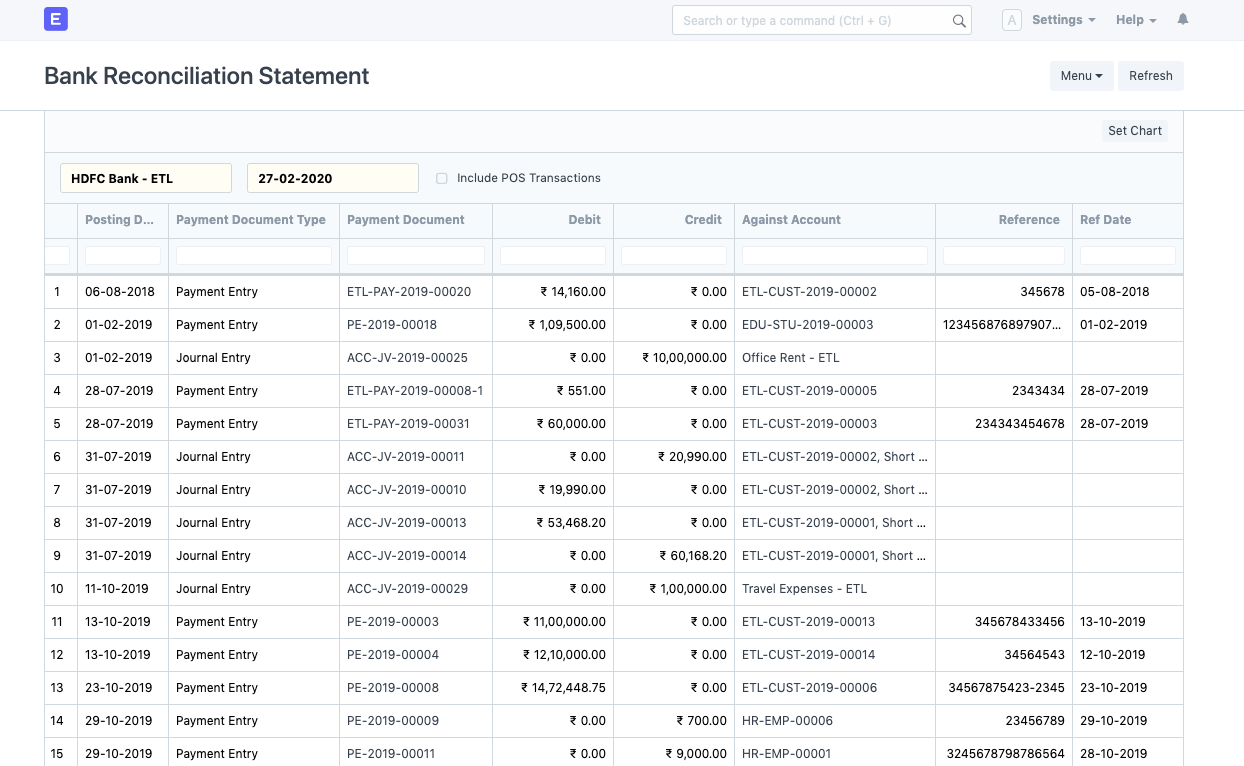 E
Search or type a command (Ctrl + G)
A Settings Help
Bank Reconciliation Statement
Menu Refresh
Set Chart
HDFC Bank - ETL 27-02-2020 Include POS Transactions
Posting D... Payment Document Type Payment Document Debit Credit Against Account Reference Ref Date
1 06-08-2018 Payment Entry ETL-PAY-2019-00020 ₹ 14,160.00 ₹ 0.00 ETL-CUST-2019-00002 345678 05-08-2018
2 01-02-2019 Payment Entry PE-2019-00018 ₹ 1,09,500.00 ₹ 0.00 EDU-STU-2019-00003 123456876897907... 01-02-2019
3 01-02-2019 Journal Entry ACC-JV-2019-00025 ₹ 0.00 ₹ 10,00,000.00 Office Rent - ETL
4 28-07-2019 Payment Entry ETL-PAY-2019-00008-1 ₹ 551.00 ₹ 0.00 ETL-CUST-2019-00005 2343434 28-07-2019
5 28-07-2019 Payment Entry ETL-PAY-2019-00031 ₹ 60,000.00 ₹ 0.00 ETL-CUST-2019-00003 234343454678 28-07-2019
6 31-07-2019 Journal Entry ACC-JV-2019-00011 ₹ 0.00 ₹ 20,990.00 ETL-CUST-2019-00002, Short ...
7 31-07-2019 Journal Entry ACC-JV-2019-00010 ₹ 19,990.00 ₹ 0.00 ETL-CUST-2019-00002, Short ...
8 31-07-2019 Journal Entry ACC-JV-2019-00013 ₹ 53,468.20 ₹ 0.00 ETL-CUST-2019-00001, Short ...
9 31-07-2019 Journal Entry ACC-JV-2019-00014 ₹ 0.00 ₹ 60,168.20 ETL-CUST-2019-00001, Short ...
10 11-10-2019 Journal Entry ACC-JV-2019-00029 ₹ 0.00 ₹ 1,00,000.00 Travel Expenses - ETL
11 13-10-2019 Payment Entry PE-2019-00003 ₹ 11,00,000.00 ₹ 0.00 ETL-CUST-2019-00013 345678433456 13-10-2019
12 13-10-2019 Payment Entry PE-2019-00004 ₹ 12,10,000.00 ₹ 0.00 ETL-CUST-2019-00014 34564543 12-10-2019
13 23-10-2019 Payment Entry PE-2019-00008 ₹ 14,72,448.75 ₹ 0.00 ETL-CUST-2019-00006 34567875423-2345 23-10-2019
14 29-10-2019 Payment Entry PE-2019-00009 ₹ 0.00 ₹ 700.00 HR-EMP-00006 23456789 29-10-2019
15 29-10-2019 Payment Entry PE-2019-00011 ₹ 0.00 ₹ 9,000.00 HR-EMP-00001 3245678798786564 28-10-2019